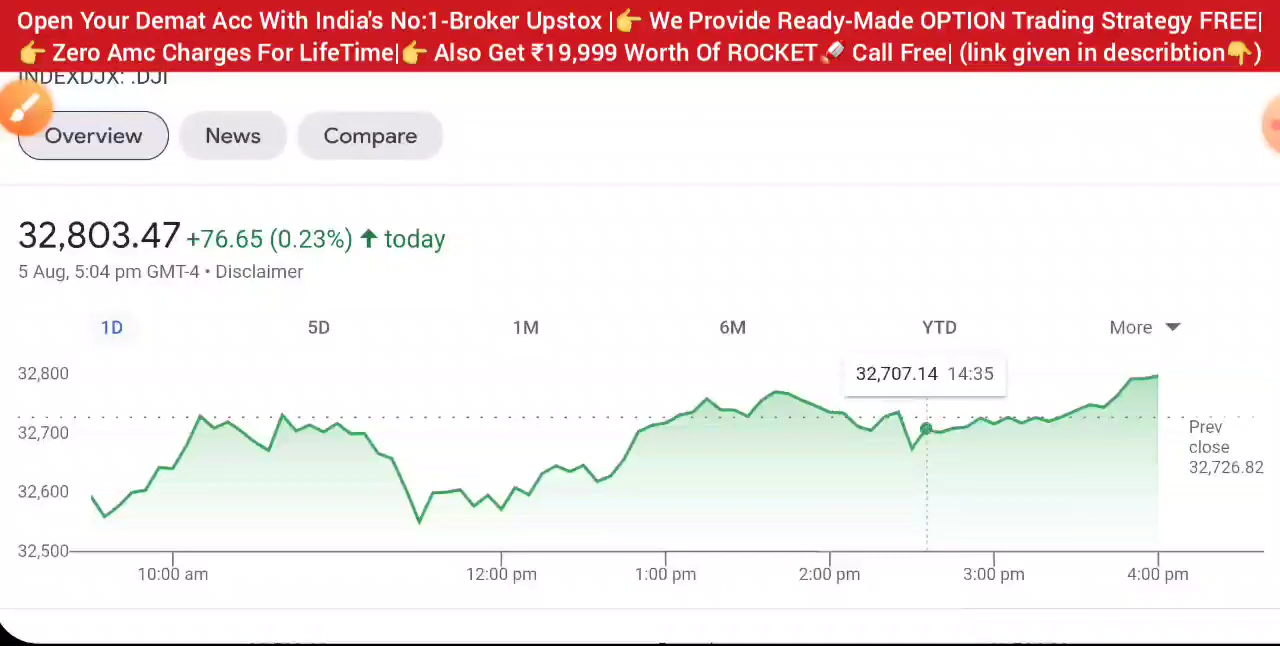 Open Your Demat Acc With India's No:1-Broker Upstox |👉 We Provide Ready-Made OPTION Trading Strategy FREE|
👉 Zero Amc Charges For LifeTime|👉 Also Get ₹19,999 Worth Of ROCKET🚀 Call Free| (link given in describtion👇)
INDEXDJX: .DJI
Overview News Compare
32,803.47 +76.65 (0.23%) ↑ today
5 Aug, 5:04 pm GMT-4 • Disclaimer
1D 5D 1M 6M YTD More
32,707.14 14:35
32,800
32,700
32,600
32,500
Prev
close
32,726.82
10:00 am 12:00 pm 1:00 pm 2:00 pm 3:00 pm 4:00 pm